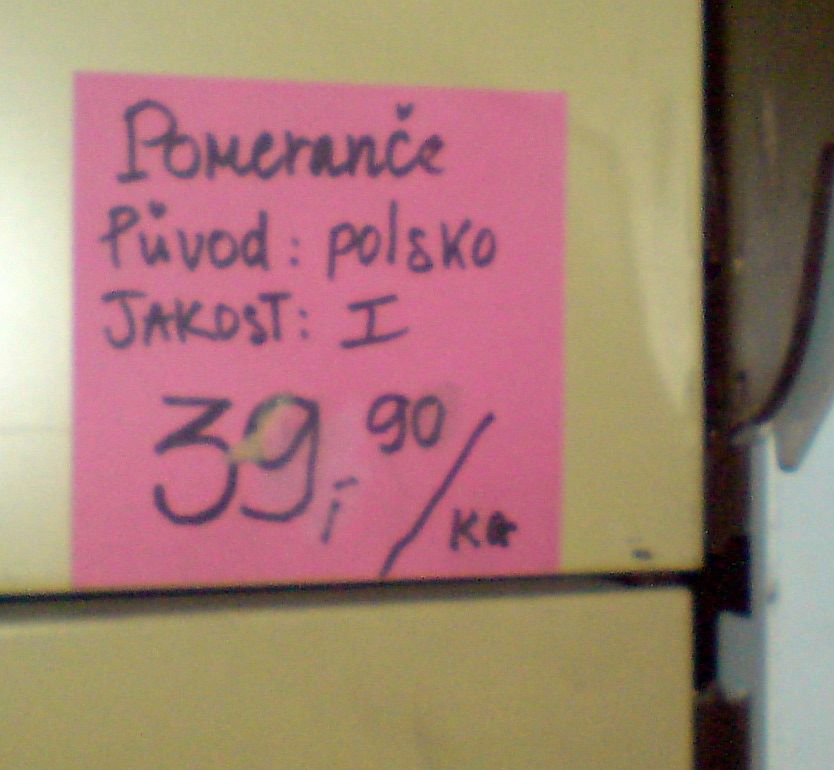 Pomeranče
Původ: polsko
JAKOST: I
39,90/KG